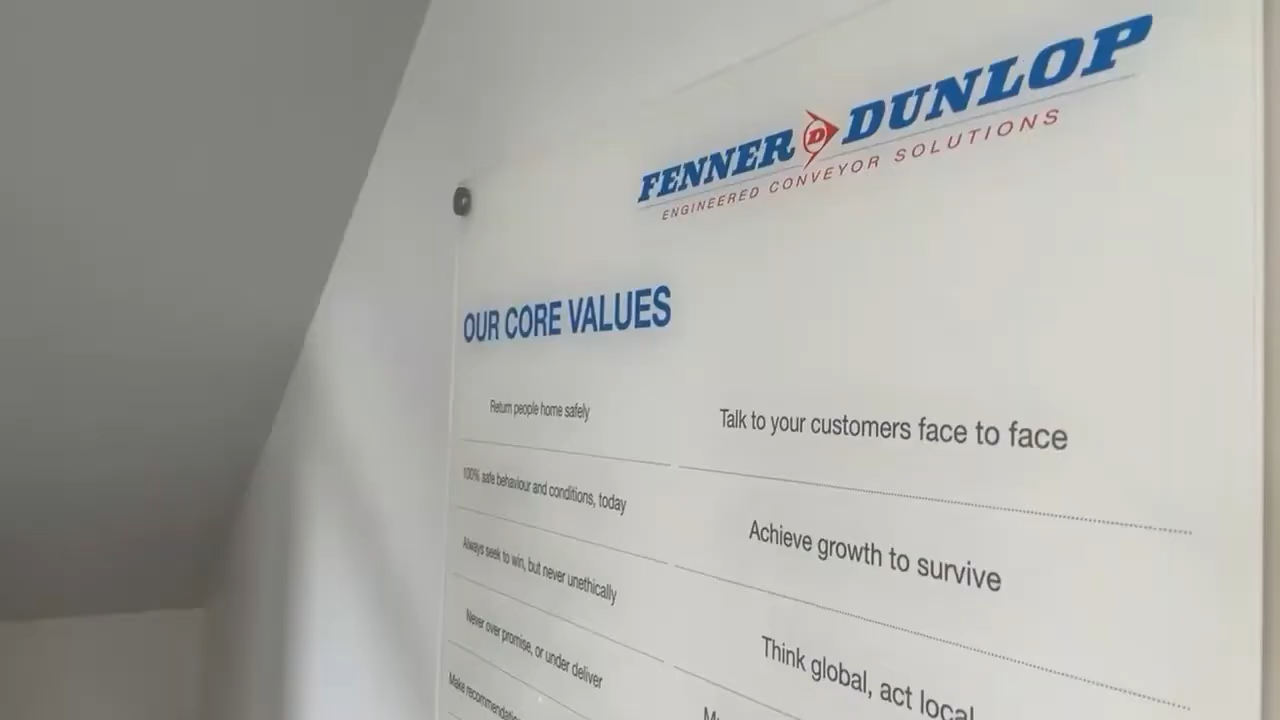 FENNER D DUNLOP
ENGINEERED CONVEYOR SOLUTIONS
OUR CORE VALUES
Return people home safely
100% safe behaviour and conditions, today
Always seek to win, but never unethically
Never over promise, or under deliver
Make
Talk to your customers face to face
Achieve growth to survive
Think global, act local